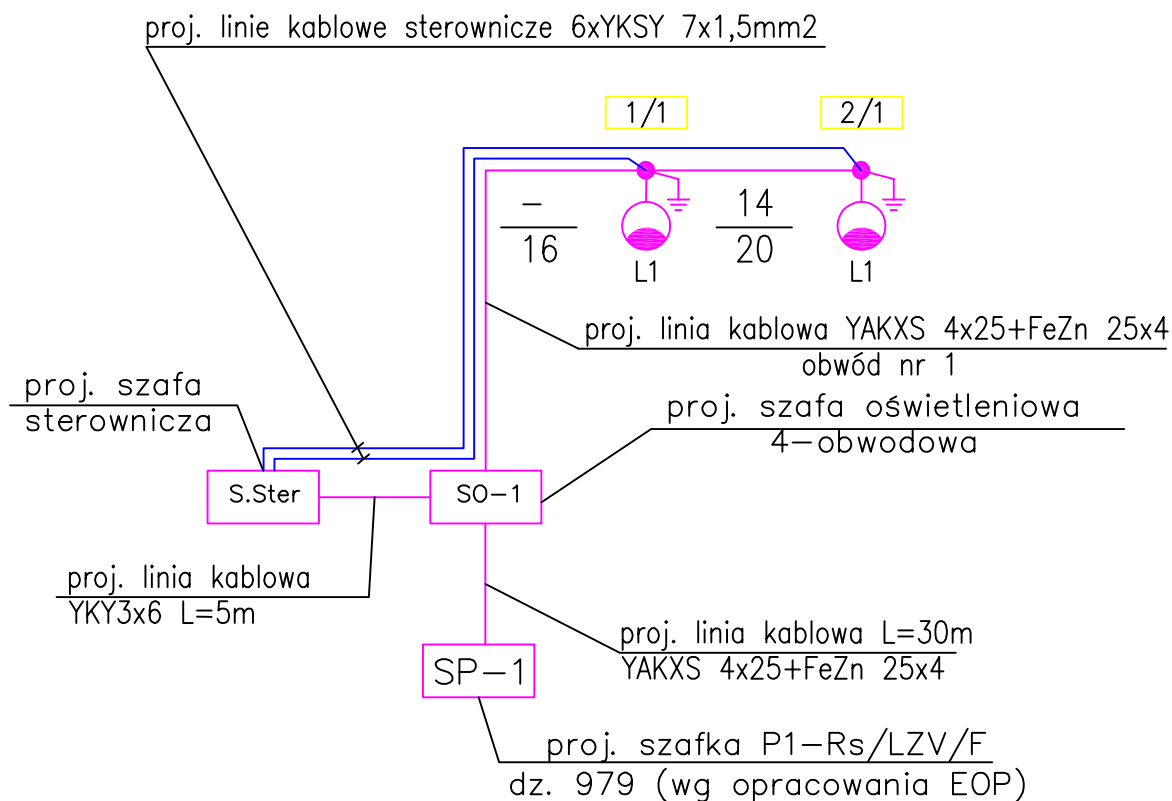 proj. linie kablowe sterownicze 6xYKSY 7x1,5mm2
1/1
2/1
–
16
14
20
L1
L1
proj. linia kablowa YAKXS 4x25+FeZn 25x4
obwód nr 1
proj. szafa
sterownicza
proj. szafa oświetleniowa
4–obwodowa
S.Ster
SO–1
proj. linia kablowa
YKY3x6 L=5m
proj. linia kablowa L=30m
YAKXS 4x25+FeZn 25x4
SP–1
proj. szafka P1–Rs/LZV/F
dz. 979 (wg opracowania EOP)